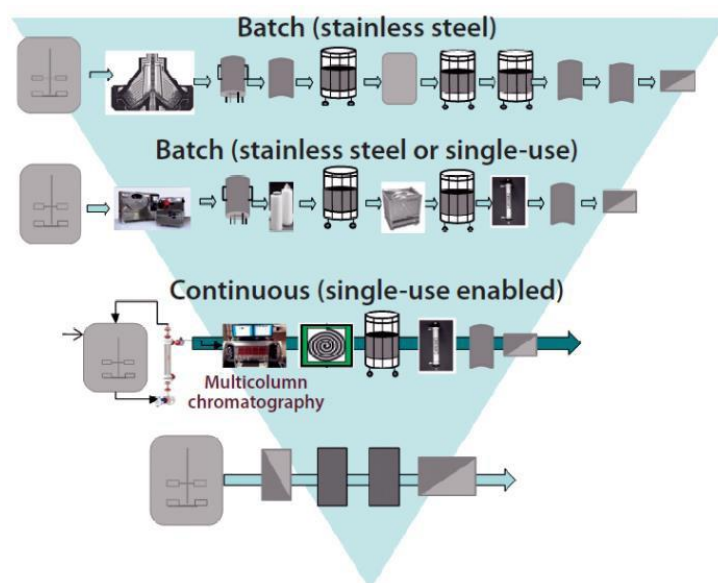 Batch (stainless steel)
Batch (stainless steel or single-use)
Continuous (single-use enabled)
Multicolumn
chromatography